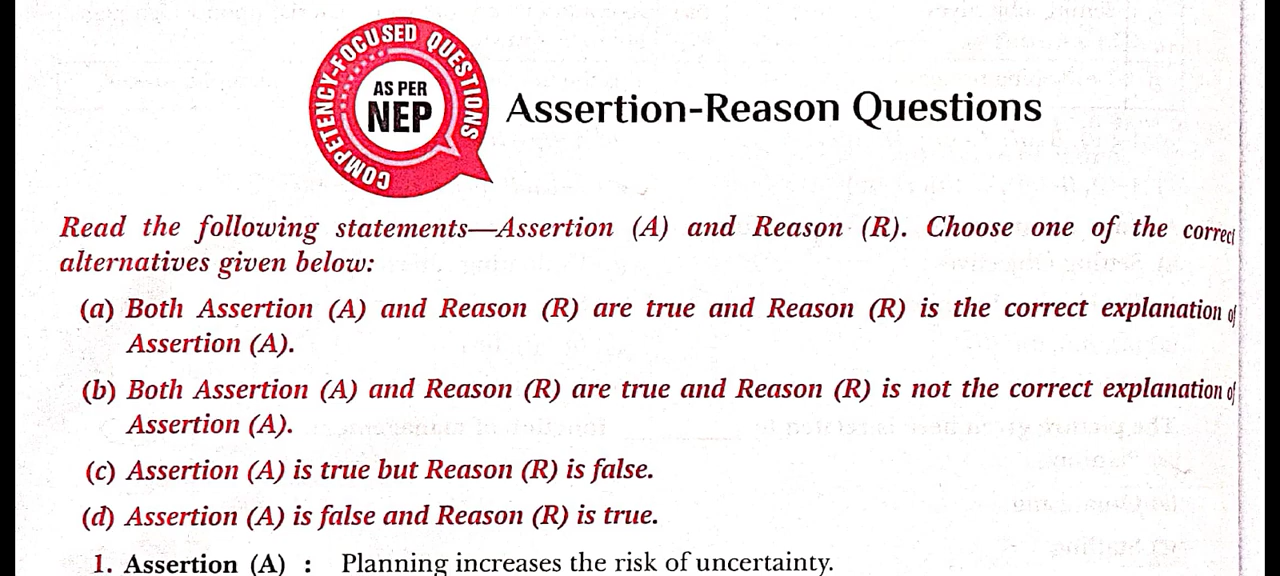 COMPETENCY-FOCUSED QUESTIONS
AS PER
NEP
Assertion-Reason Questions
Read the following statements—Assertion (A) and Reason (R). Choose one of the correct
alternatives given below:
(a) Both Assertion (A) and Reason (R) are true and Reason (R) is the correct explanation of
Assertion (A).
(b) Both Assertion (A) and Reason (R) are true and Reason (R) is not the correct explanation of
Assertion (A).
(c) Assertion (A) is true but Reason (R) is false.
(d) Assertion (A) is false and Reason (R) is true.
1. Assertion (A) : Planning increases the risk of uncertainty.